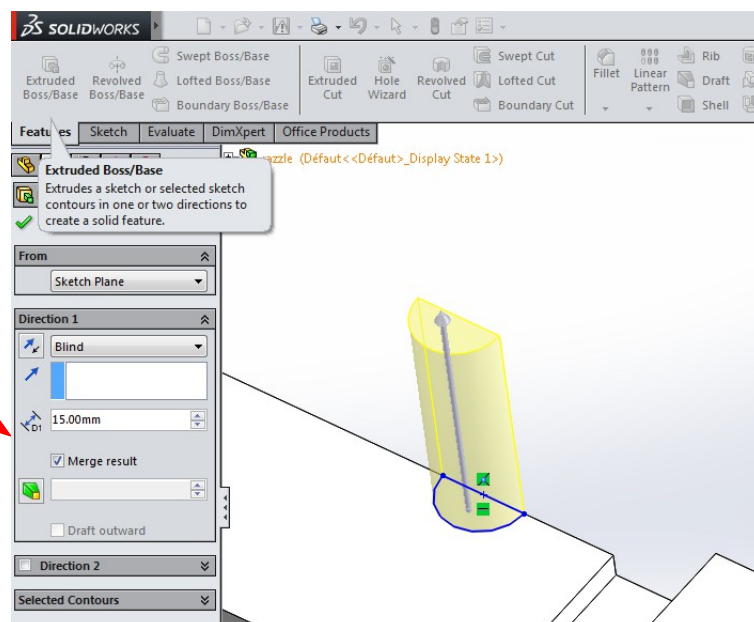 SOLIDWORKS
Extruded Boss/Base
Revolved Boss/Base
Swept Boss/Base
Lofted Boss/Base
Boundary Boss/Base
Extruded Cut
Hole Wizard
Revolved Cut
Swept Cut
Lofted Cut
Boundary Cut
Fillet
Linear Pattern
Rib
Draft
Shell
Features
Sketch
Evaluate
DimXpert
Office Products
(Défaut<<Défaut>_Display State 1>)
Extruded Boss/Base
Extrudes a sketch or selected sketch
contours in one or two directions to
create a solid feature.
From
Sketch Plane
Direction 1
Blind
D1
15.00mm
Merge result
Draft outward
Direction 2
Selected Contours